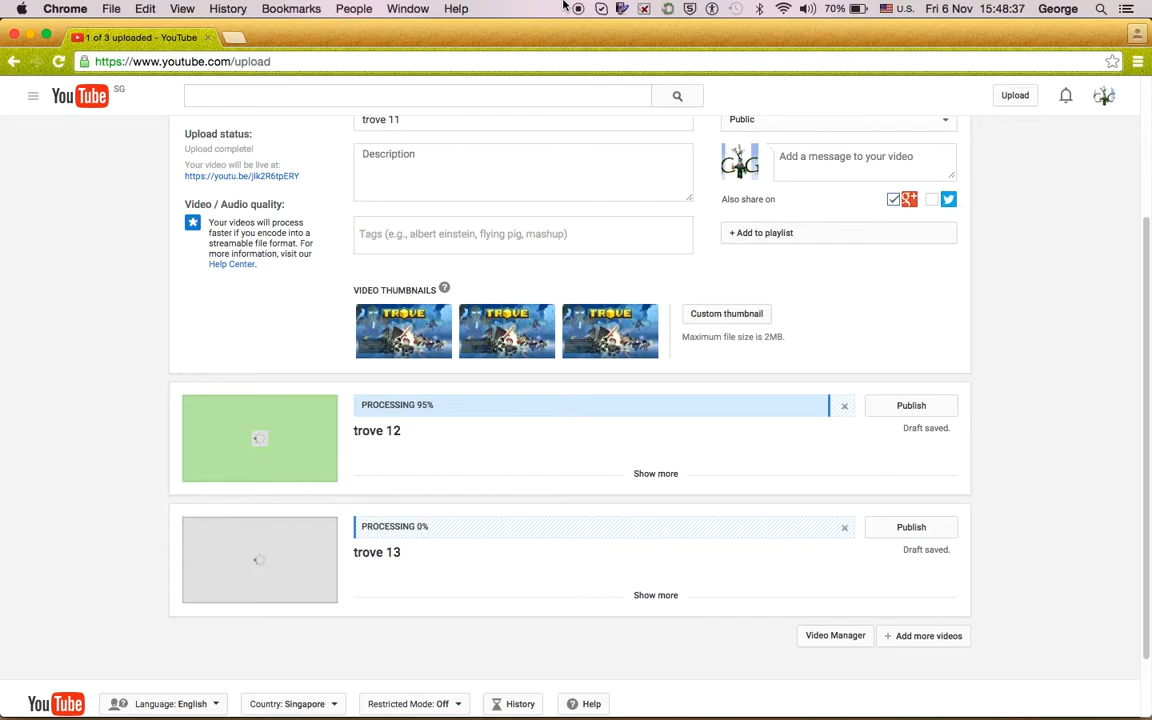 Chrome File Edit View History Bookmarks People Window Help 70% U.S. Fri 6 Nov 15:48:37 George
1 of 3 uploaded - YouTube
https://www.youtube.com/upload
YouTube SG Upload
trove 11 Public
Upload status:
Upload complete!
Your video will be live at:
https://youtu.be/jlk2R6tpERY
Description
Add a message to your video
Also share on
Video / Audio quality:
Your videos will process
faster if you encode into a
streamable file format. For
more information, visit our
Help Center.
Tags (e.g., albert einstein, flying pig, mashup)
+ Add to playlist
VIDEO THUMBNAILS ?
TROVE TROVE TROVE
Custom thumbnail
Maximum file size is 2MB.
PROCESSING 95% Publish
trove 12 Draft saved.
Show more
PROCESSING 0% Publish
trove 13 Draft saved.
Show more
Video Manager + Add more videos
YouTube Language: English Country: Singapore Restricted Mode: Off History Help